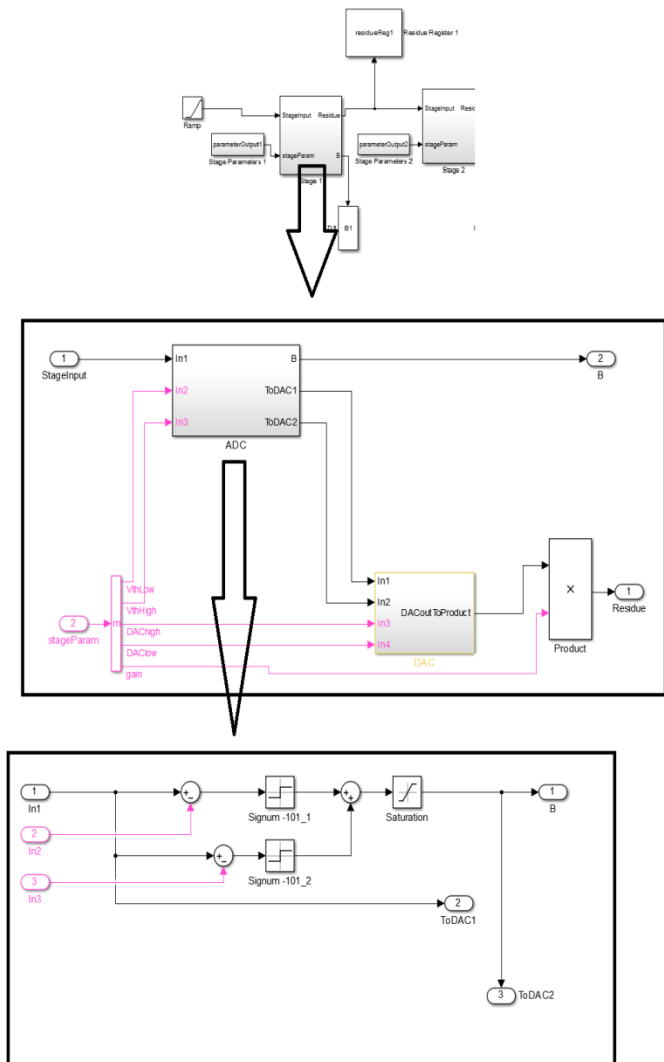 residueReg1
Residue Register 1
StageInput
Residue
Ramp
parameterOutput1
stageParam
Stage Parameters 1
B
Stage 1
B1
StageInput
parameterOutput2
stageParam
Stage Parameters 2
Stage 2
1
StageInput
In1
In2
In3
B
ToDAC1
ToDAC2
ADC
2
B
2
stageParam
m
VthLow
VthHigh
DAChigh
DAClow
gain
In1
In2
In3
In4
DACoutToProduct
DAC
X
Product
1
Residue
1
In1
2
In2
3
In3
+
-
+
-
Signum -101_1
Signum -101_2
+
+
Saturation
1
B
2
ToDAC1
3
ToDAC2